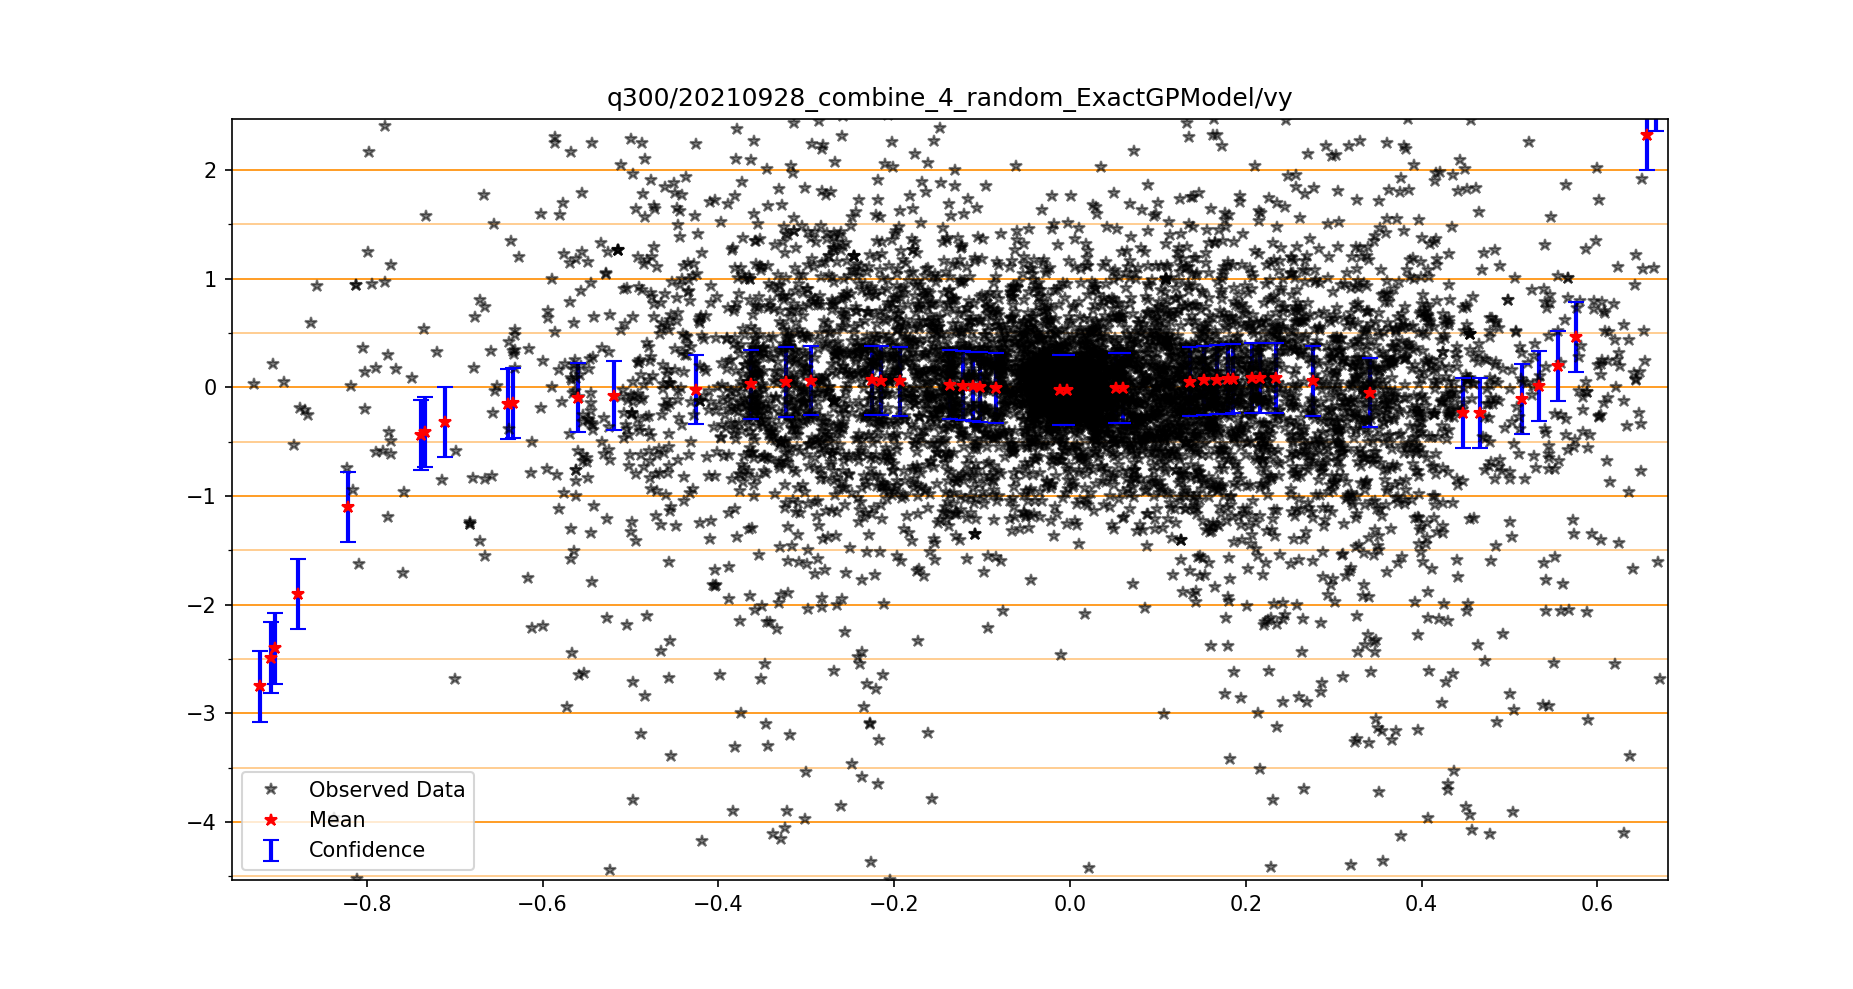 q300/20210928_combine_4_random_ExactGPModel/vy
2
1
0
−1
−2
−3
−4
Observed Data
Mean
Confidence
−0.8 −0.6 −0.4 −0.2 0.0 0.2 0.4 0.6